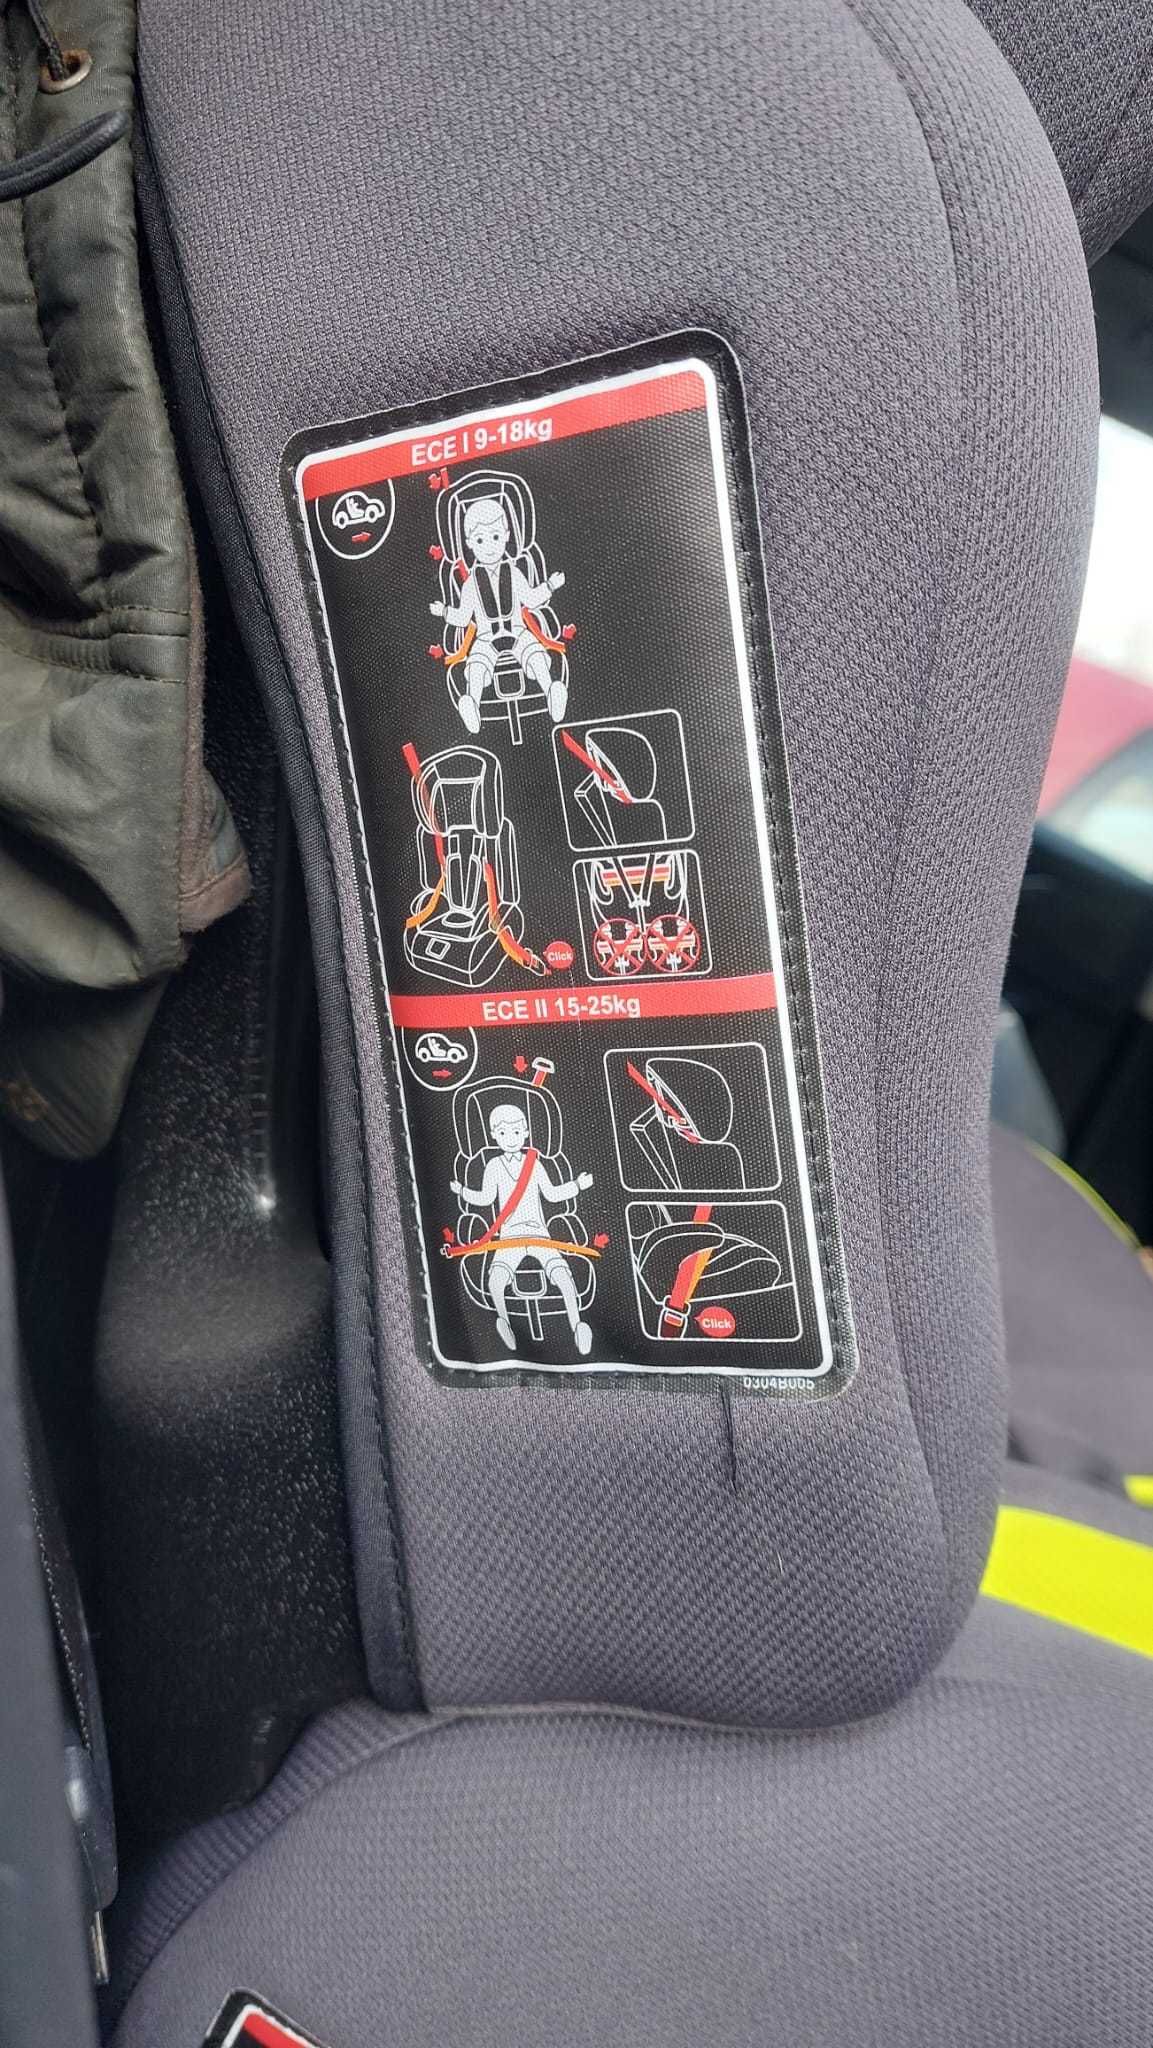 ECE I 9-18kg
Click
ECE II 15-25kg
Click
0304B005